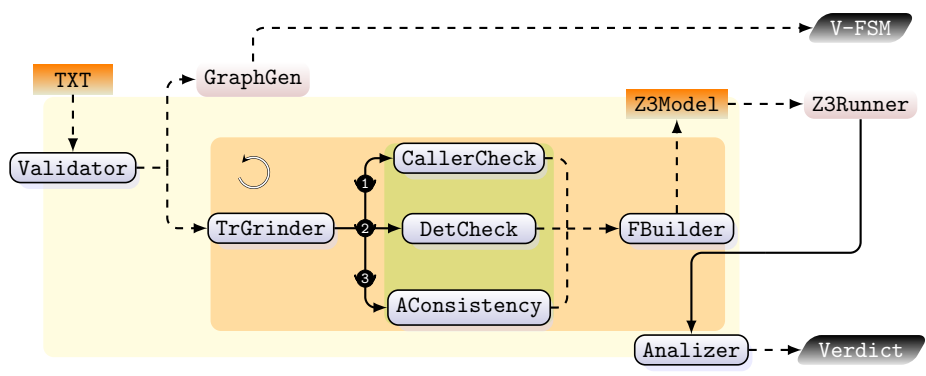 V-FSM
TXT
GraphGen
Z3Model
Z3Runner
Validator
CallerCheck
1
TrGrinder
2
DetCheck
FBuilder
3
AConsistency
Analizer
Verdict